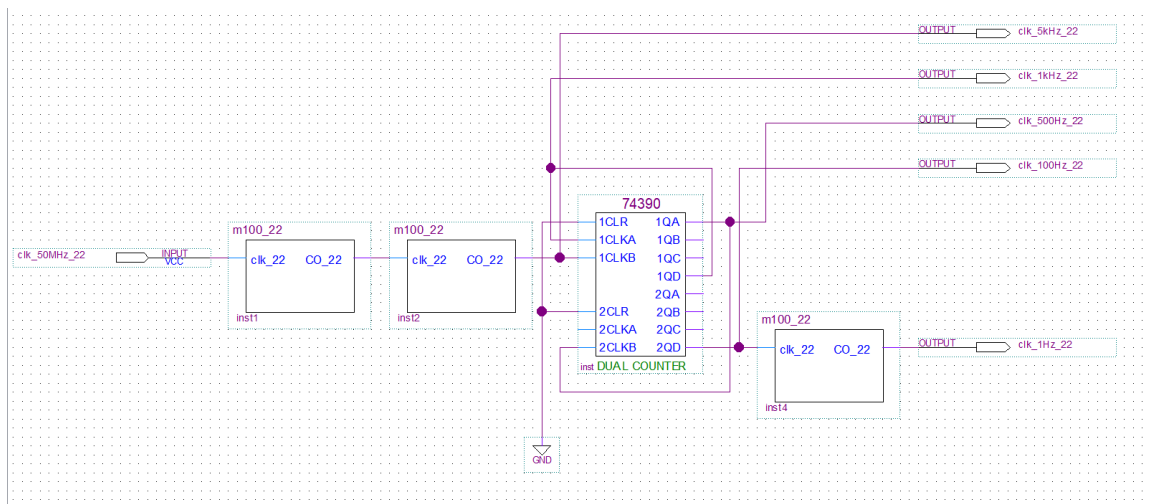 OUTPUT clk_5kHz_22
OUTPUT clk_1kHz_22
OUTPUT clk_500Hz_22
OUTPUT clk_100Hz_22
clk_50MHz_22 INPUT
VCC
m100_22
clk_22 CO_22
inst1
m100_22
clk_22 CO_22
inst2
74390
1CLR 1QA
1CLKA 1QB
1CLKB 1QC
1QD
2QA
2CLR 2QB
2CLKA 2QC
2CLKB 2QD
inst DUAL COUNTER
m100_22
clk_22 CO_22
inst4
OUTPUT clk_1Hz_22
GND